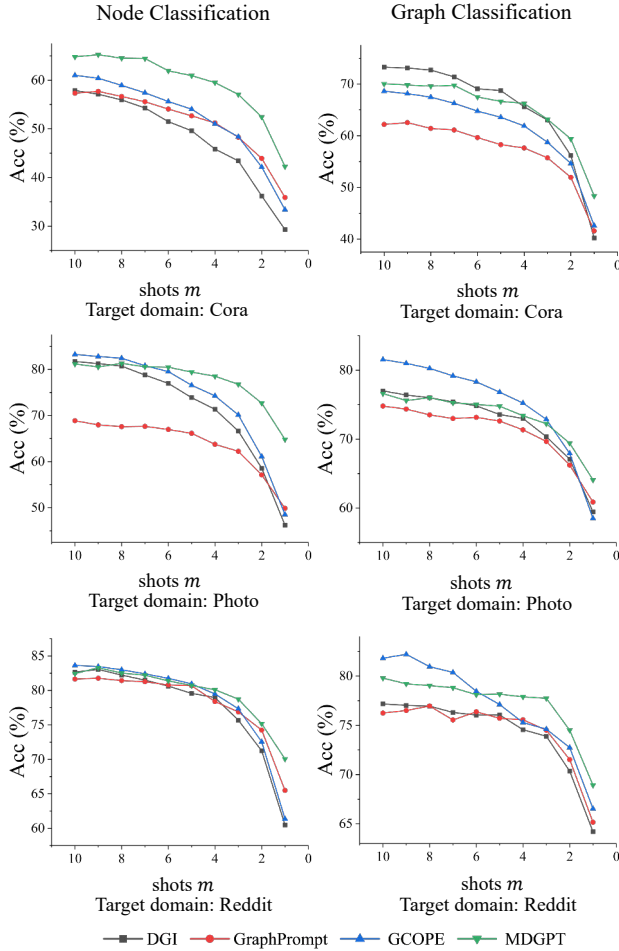 Node Classification
Graph Classification
Acc (%)
60
50
40
30
10
8
6
4
2
0
shots m
Target domain: Cora
Acc (%)
70
60
50
40
10
8
6
4
2
0
shots m
Target domain: Cora
Acc (%)
80
70
60
50
10
8
6
4
2
0
shots m
Target domain: Photo
Acc (%)
80
70
60
10
8
6
4
2
0
shots m
Target domain: Photo
Acc (%)
85
80
75
70
65
60
10
8
6
4
2
0
shots m
Target domain: Reddit
Acc (%)
80
75
70
65
10
8
6
4
2
0
shots m
Target domain: Reddit
DGI GraphPrompt GCOPE MDGPT